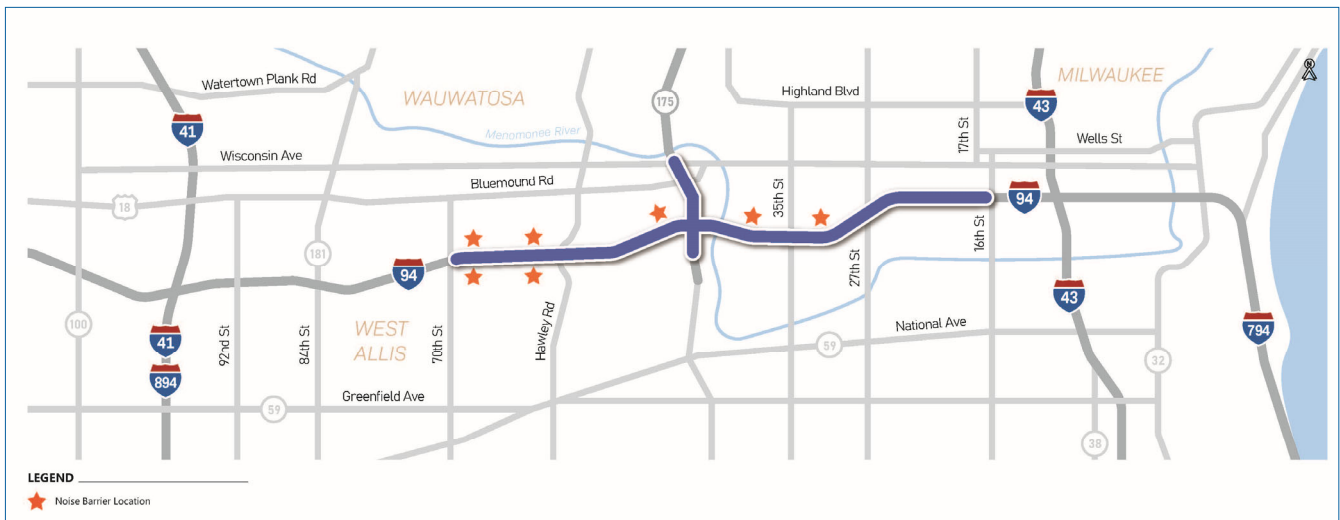 N
Watertown Plank Rd
WAUWATOSA
175
Highland Blvd
MILWAUKEE
43
41
Menomonee River
17th St
Wells St
Wisconsin Ave
Bluemound Rd
35th St
18
94
16th St
181
27th St
94
70th St
Hawley Rd
43
100
92nd St
84th St
WEST
ALLIS
National Ave
41
59
794
894
32
Greenfield Ave
59
38
LEGEND
Noise Barrier Location